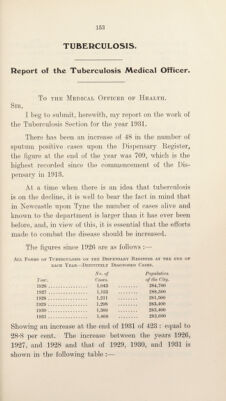 153
TUBERCULOSIS.
Report of the Tuberculosis Medical Officer.
To the Medical Officer of Health.
Sir,
I beg to submit, herewith, my report on the work of
the Tuberculosis Section for the year 1931.
There has been an increase of 48 in the number of
sputum positive cases upon the Dispensary Register,
the figure at the end of the year was 709, which is the
highest recorded since the commencement of the Dis-
pensary in 1913.
At a time when there is an idea that tuberculosis
is on the decline, it is well to bear the fact in mind that
in Newcastle upon Tyne the number of cases alive and
known to the department is larger than it has ever been
before, and, in view of this, it is essential that the efforts
made to combat the disease should be increased.
The figures since 1926 are as follows :—
All Forms of Tuberculosis on the Dispensary Register at the end of
each Year—Definitely Diagnosed Cases.
No. of Population
Year. Cases. of the City.
1926 1,045 284,700
1927 1,153 288,500
1928 1,211 281,500
1929 1,298 283,400
1930 1,360 283,400
1931 1,468 283,600
Showing an increase at the end of 1931 of 423 : equal to
28·8 per cent. The increase between the years 1926,
1927, and 1928 and that of 1929, 1930, and 1931 is
shown in the following table :—